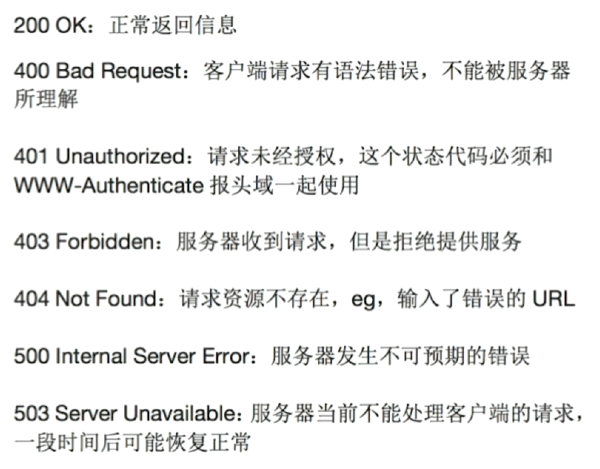 200 OK：正常返回信息
400 Bad Request：客户端请求有语法错误，不能被服务器
所理解
401 Unauthorized：请求未经授权，这个状态代码必须和
WWW-Authenticate 报头域一起使用
403 Forbidden：服务器收到请求，但是拒绝提供服务
404 Not Found：请求资源不存在，eg，输入了错误的 URL
500 Internal Server Error：服务器发生不可预期的错误
503 Server Unavailable：服务器当前不能处理客户端的请求，
一段时间后可能恢复正常